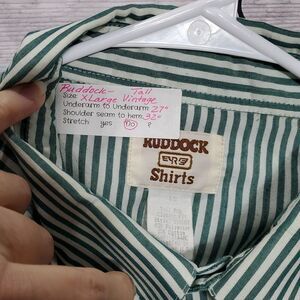 Ruddock - Tall
Size XLarge Vintage
Underarm to Underarm 27"
Shoulder seam to hem 33"
Stretch yes no ?
RUDDOCK
Shirts